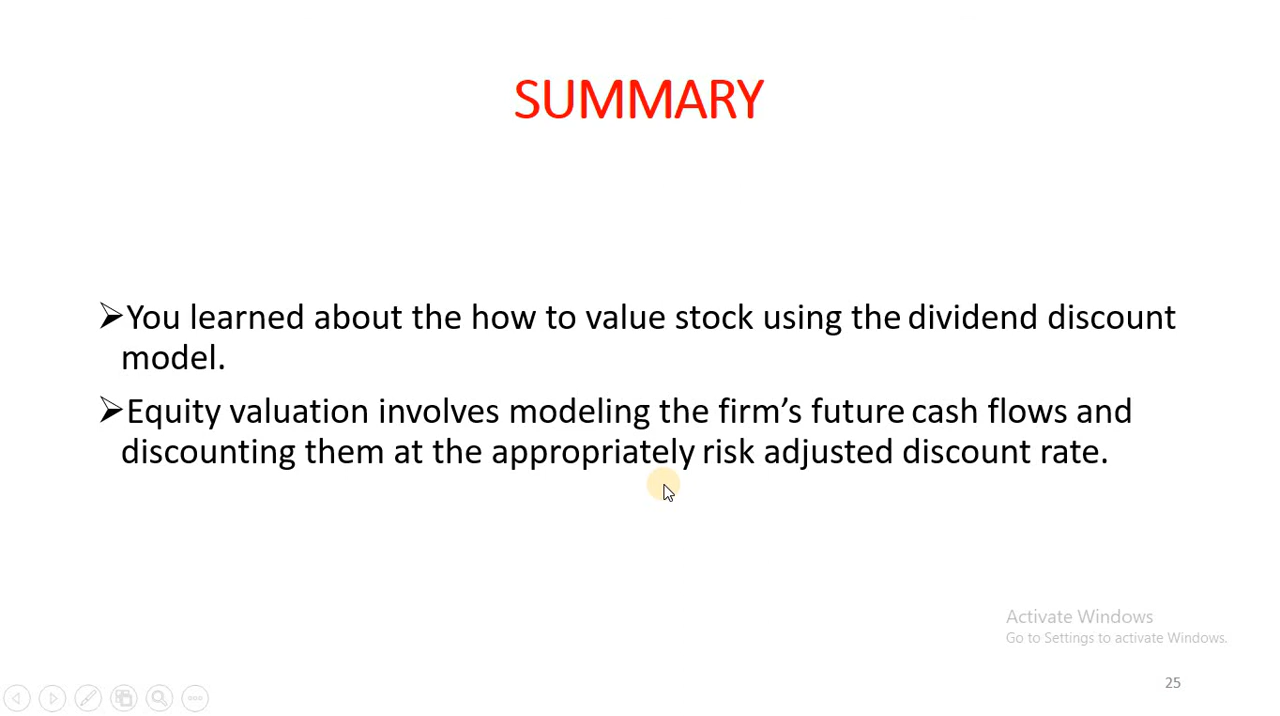 SUMMARY
➢You learned about the how to value stock using the dividend discount
model.
➢Equity valuation involves modeling the firm’s future cash flows and
discounting them at the appropriately risk adjusted discount rate.
Activate Windows
Go to Settings to activate Windows.
25